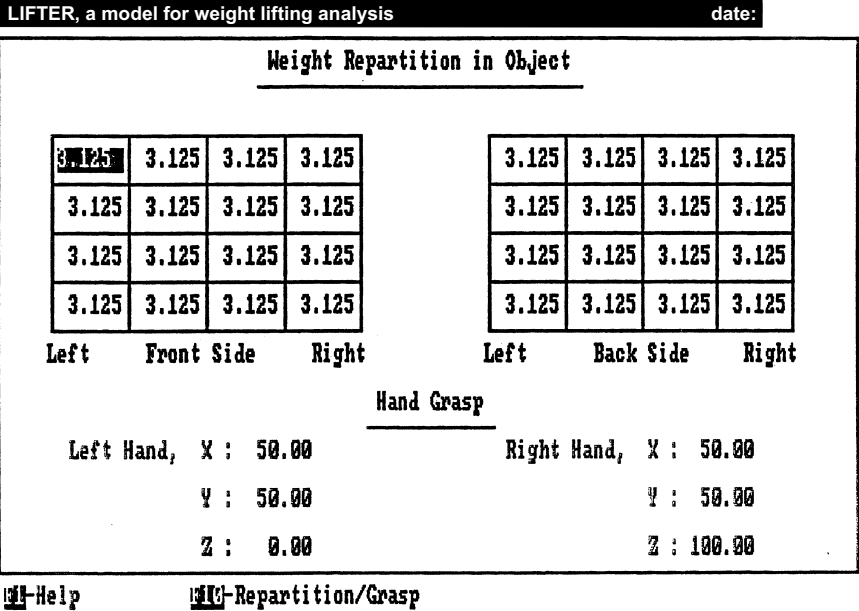 LIFTER, a model for weight lifting analysis date:
Weight Repartition in Object
3.125 3.125 3.125 3.125 3.125 3.125 3.125 3.125
3.125 3.125 3.125 3.125 3.125 3.125 3.125 3.125
3.125 3.125 3.125 3.125 3.125 3.125 3.125 3.125
3.125 3.125 3.125 3.125 3.125 3.125 3.125 3.125
Left Front Side Right Left Back Side Right
Hand Grasp
Left Hand, X : 50.00 Right Hand, X : 50.00
Y : 50.00 Y : 50.00
Z : 0.00 Z : 100.00
-Help -Repartition/Grasp